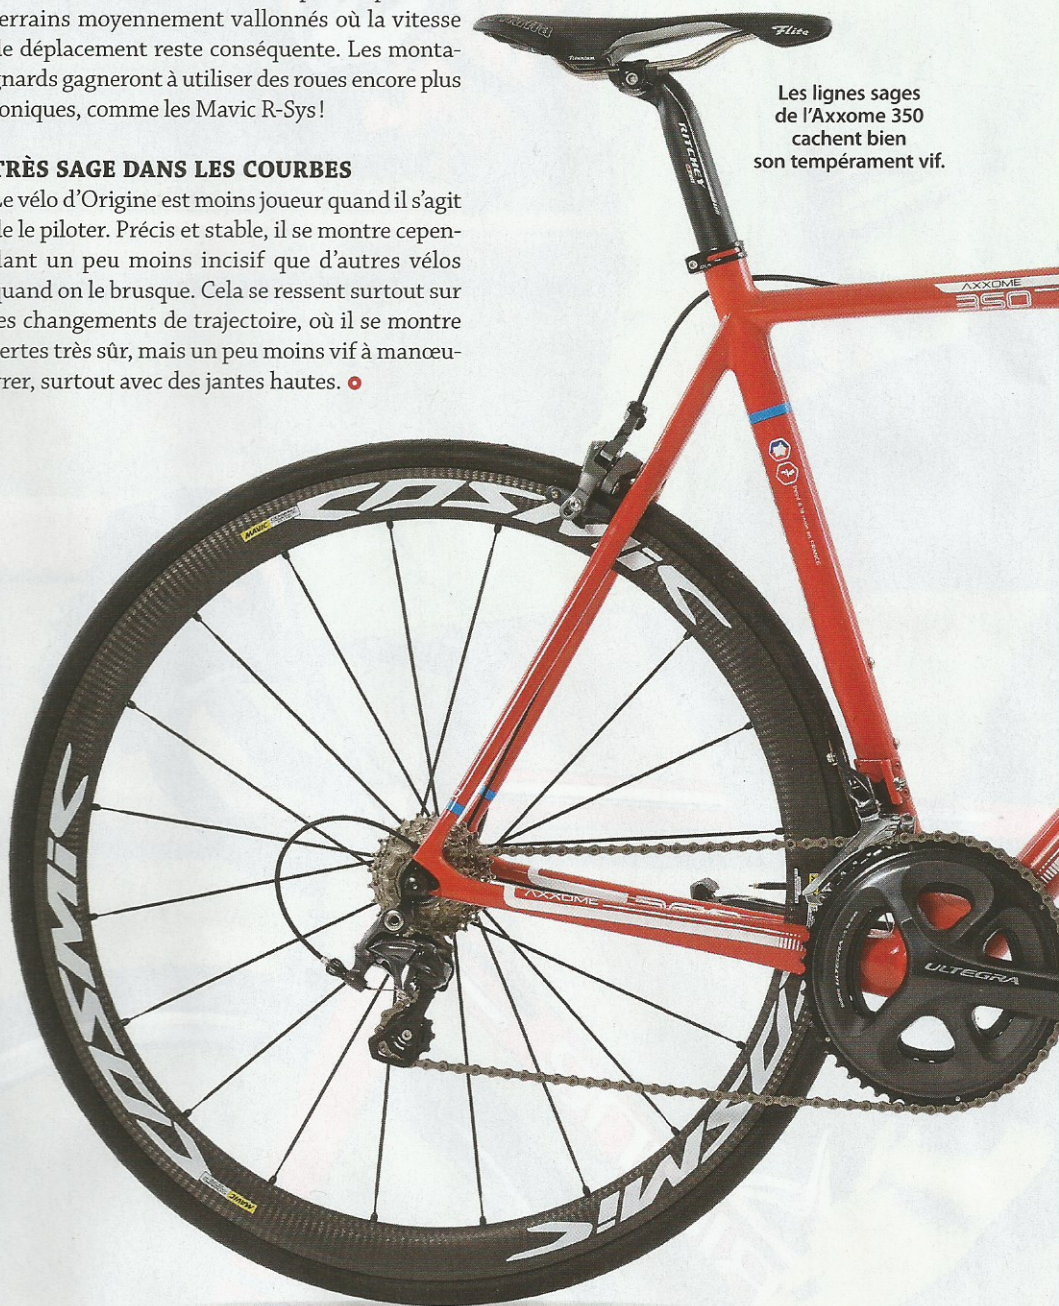 errains moyennement vallonnés où la vitesse
le déplacement reste conséquente. Les monta-
gnards gagneront à utiliser des roues encore plus
oniques, comme les Mavic R-Sys !
TRÈS SAGE DANS LES COURBES
Le vélo d'Origine est moins joueur quand il s'agit
de le piloter. Précis et stable, il se montre cepen-
dant un peu moins incisif que d'autres vélos
quand on le brusque. Cela se ressent surtout sur
es changements de trajectoire, où il se montre
ertes très sûr, mais un peu moins vif à manœu-
rer, surtout avec des jantes hautes.
Flite
Titanium
Les lignes sages
de l'Axxome 350
cachent bien
son tempérament vif.
RITCHEY
AXXOME
350
COSMIC
MAVIC
COSMIC
AXXOME 350
ULTEGRA
COSMIC
MAVIC